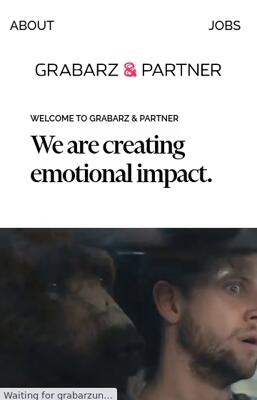 ABOUT
JOBS
GRABARZ & PARTNER
WELCOME TO GRABARZ & PARTNER
We are creating
emotional impact.
Waiting for grabarzun...